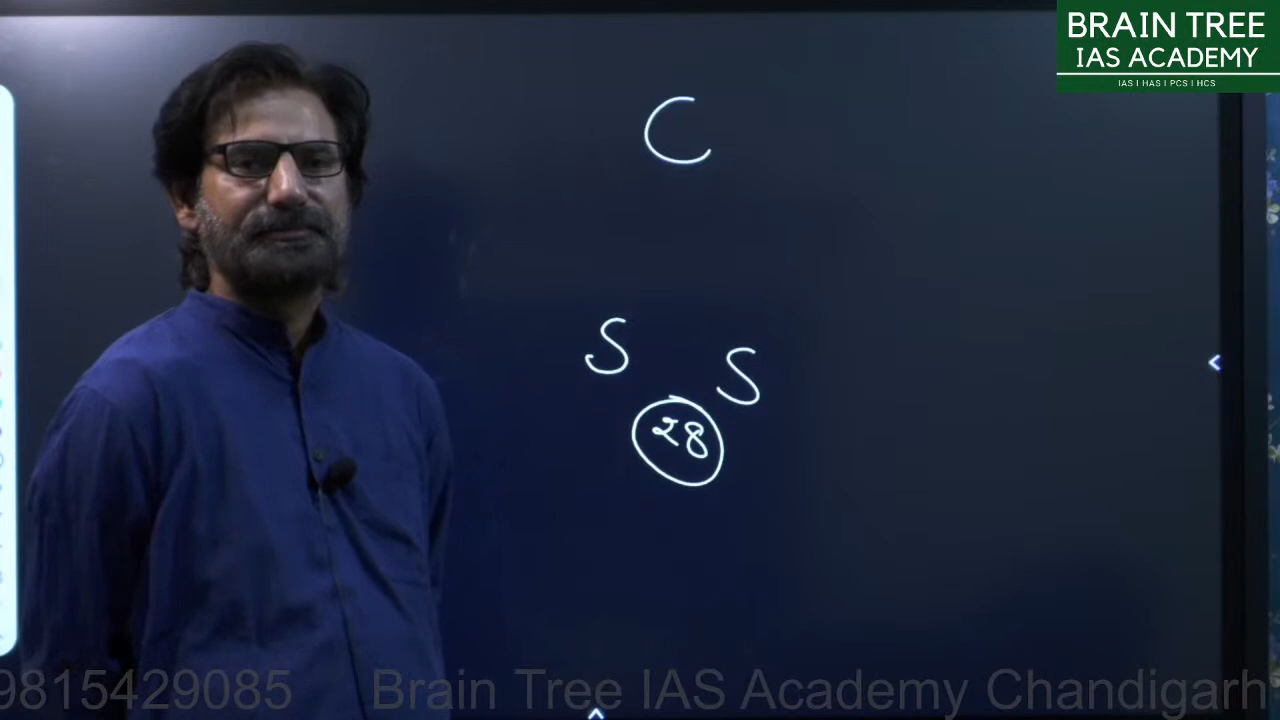 BRAIN TREE
IAS ACADEMY
IAS | HAS | PCS | HCS
C
S S
28
9815429085 Brain Tree IAS Academy Chandigarh